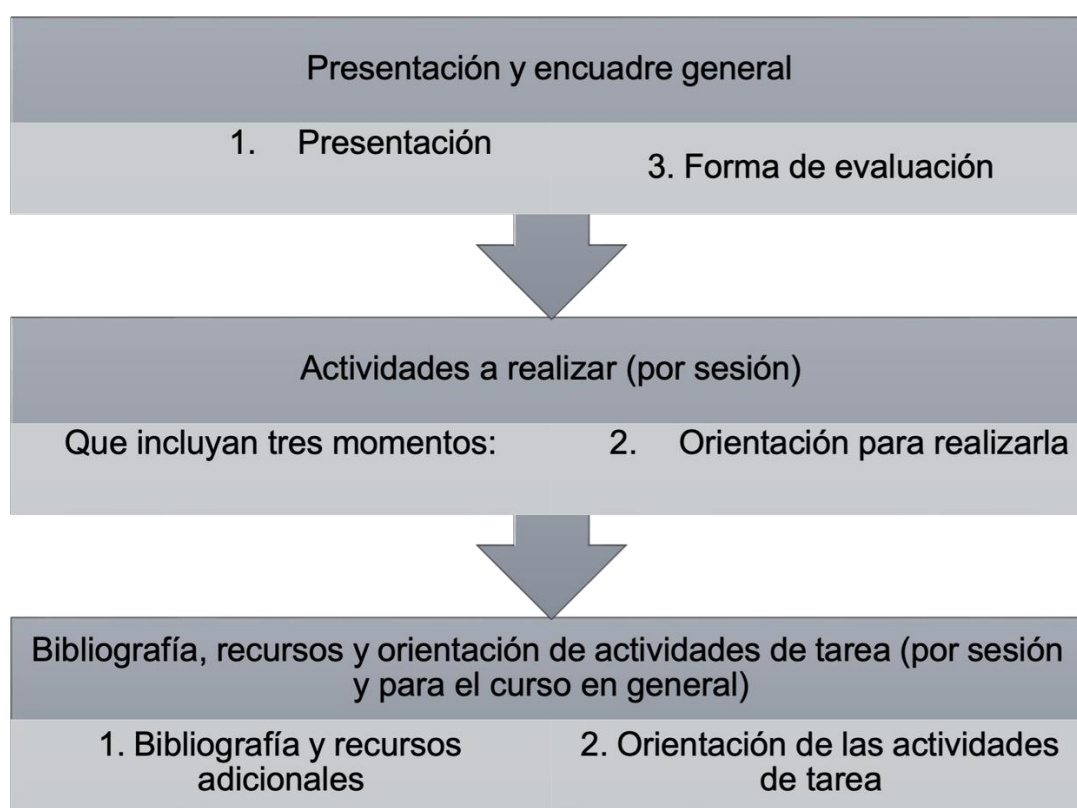 Presentación y encuadre general
1. Presentación
3. Forma de evaluación
Actividades a realizar (por sesión)
Que incluyan tres momentos:
2. Orientación para realizarla
Bibliografía, recursos y orientación de actividades de tarea (por sesión
y para el curso en general)
1. Bibliografía y recursos
adicionales
2. Orientación de las actividades
de tarea